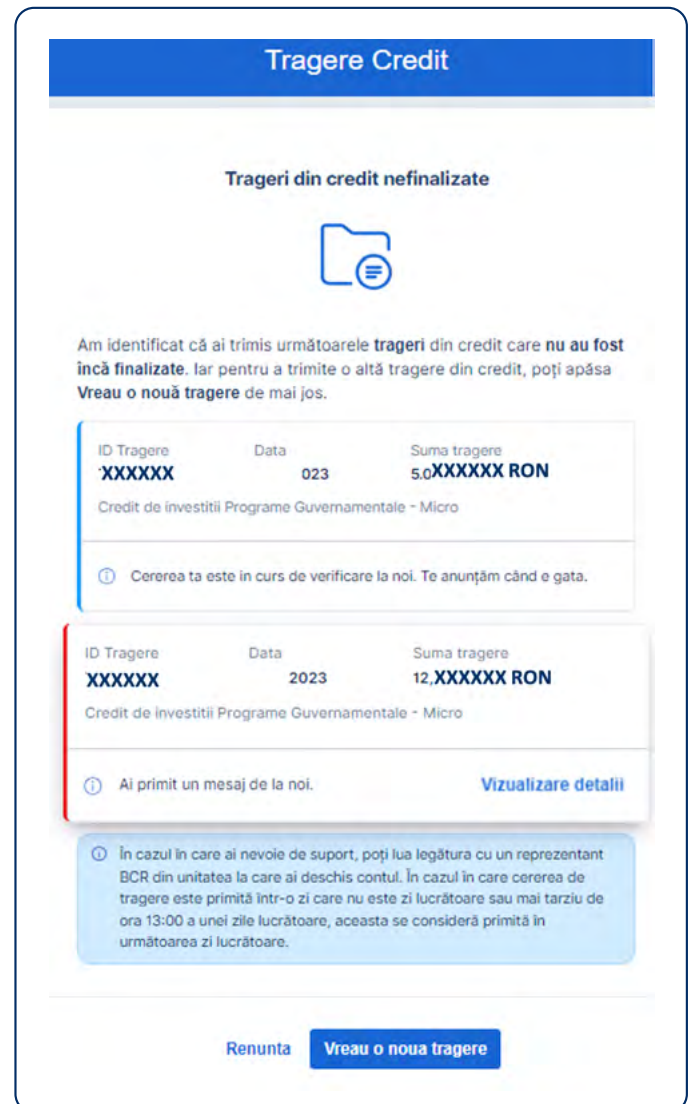 Tragere Credit
Trageri din credit nefinalizate
Am identificat că ai trimis următoarele trageri din credit care nu au fost
încă finalizate. Iar pentru a trimite o altă tragere din credit, poți apăsa
Vreau o nouă tragere de mai jos.
ID Tragere Data Suma tragere
XXXXXX 023 5.0XXXXXX RON
Credit de investitii Programe Guvernamentale - Micro
Cererea ta este in curs de verificare la noi. Te anunțăm când e gata.
ID Tragere Data Suma tragere
XXXXXX 2023 12,XXXXXX RON
Credit de investitii Programe Guvernamentale - Micro
Ai primit un mesaj de la noi. Vizualizare detalii
În cazul în care ai nevoie de suport, poți lua legătura cu un reprezentant
BCR din unitatea la care ai deschis contul. În cazul în care cererea de
tragere este primită într-o zi care nu este zi lucrătoare sau mai tarziu de
ora 13:00 a unei zile lucrătoare, aceasta se consideră primită în
următoarea zi lucrătoare.
Renunta Vreau o noua tragere